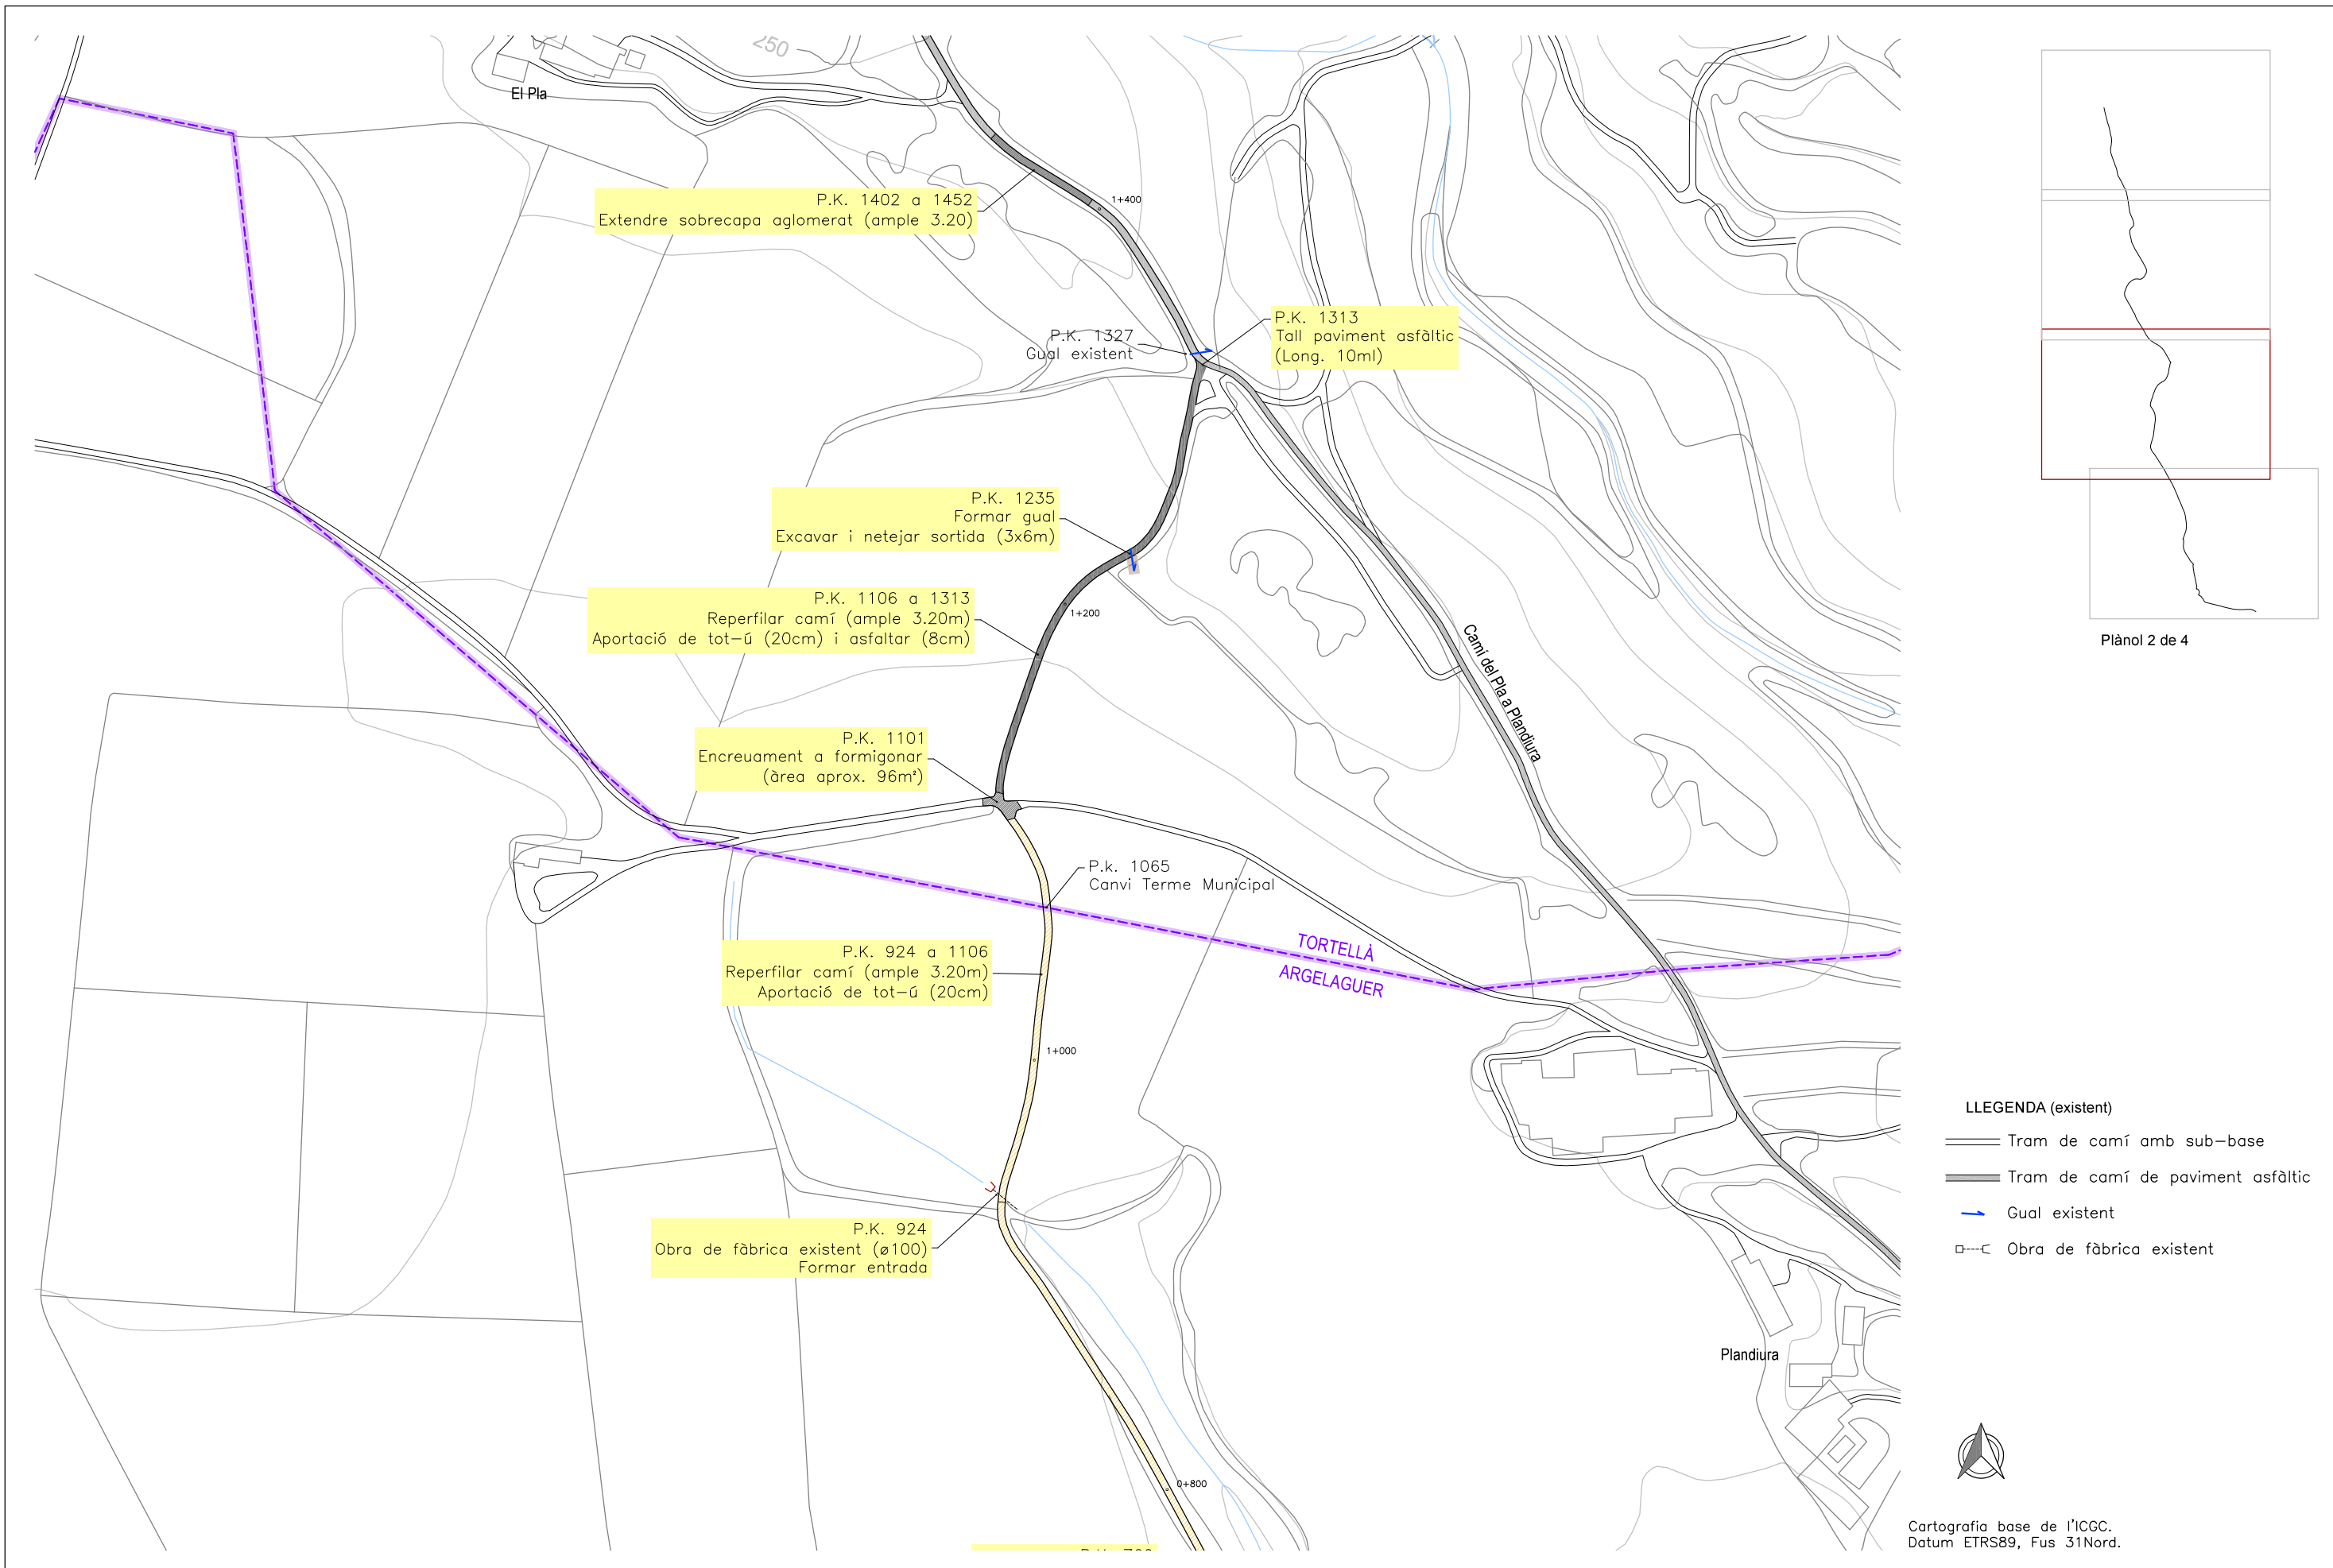 250
El Pla
P.K. 1402 a 1452
Extendre sobrecapa aglomerat (ample 3.20)
1+400
P.K. 1327
Gual existent
P.K. 1313
Tall paviment asfàltic
(Long. 10ml)
P.K. 1235
Formar gual
Excavar i netejar sortida (3x6m)
P.K. 1106 a 1313
Reperfilar camí (ample 3.20m)
Aportació de tot-ú (20cm) i asfaltar (8cm)
1+200
Camí del Pla a Plandiura
Plànol 2 de 4
P.K. 1101
Encreuament a formigonar
(àrea aprox. 96m²)
P.k. 1065
Canvi Terme Municipal
TORTELLÀ
ARGELAGUER
P.K. 924 a 1106
Reperfilar camí (ample 3.20m)
Aportació de tot-ú (20cm)
1+000
P.K. 924
Obra de fàbrica existent (ø100)
Formar entrada
LLEGENDA (existent)
Tram de camí amb sub-base
Tram de camí de paviment asfàltic
Gual existent
Obra de fàbrica existent
Plandiura
0+800
Cartografia base de l'ICGC.
Datum ETRS89, Fus 31Nord.